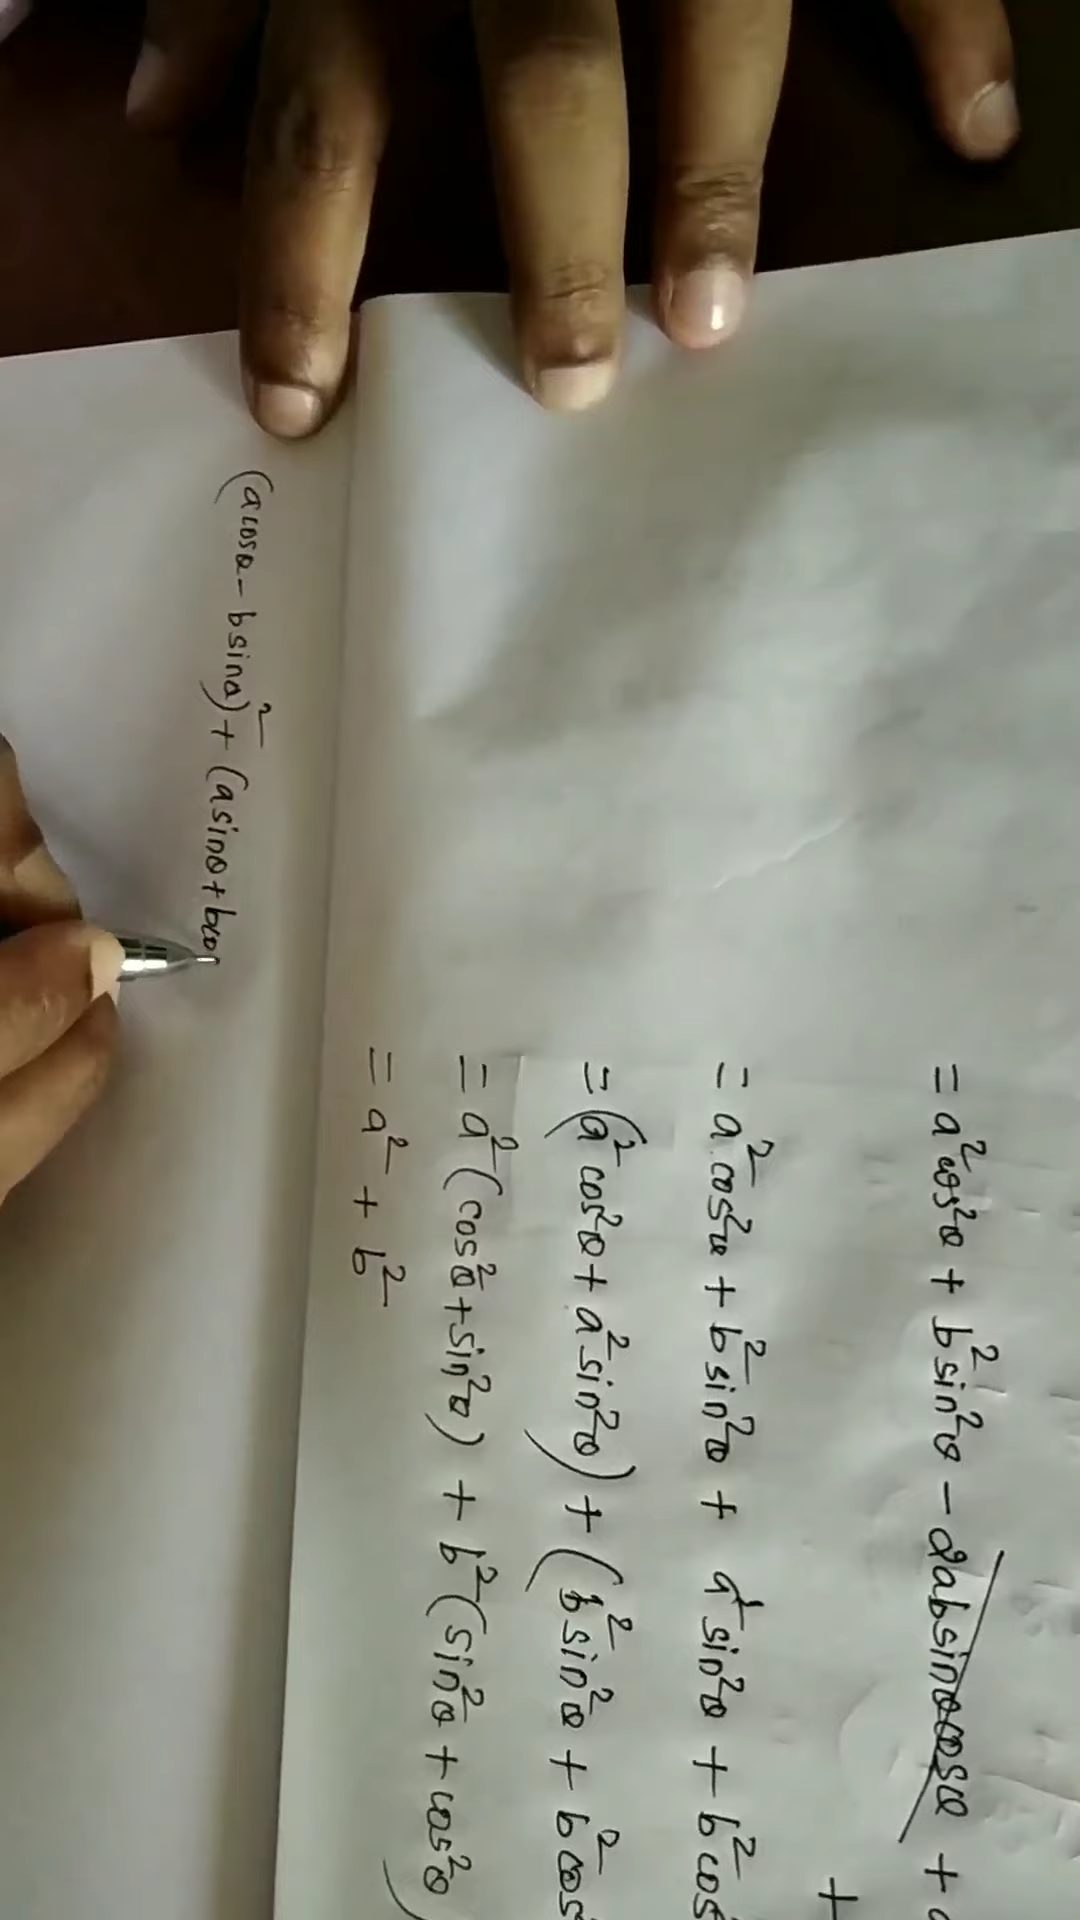 = a²cos²θ + b²sin²θ - 2absinθcosθ +
+
= a²cos²θ + b²sin²θ + a²sin²θ + b²cos
= (a²cos²θ + a²sin²θ) + (b²sin²θ + b²cos²
= a²(cos²θ + sin²θ) + b²(sin²θ + cos²θ)
= a² + b²
(acosθ - bsinθ)² + (asinθ + bcos